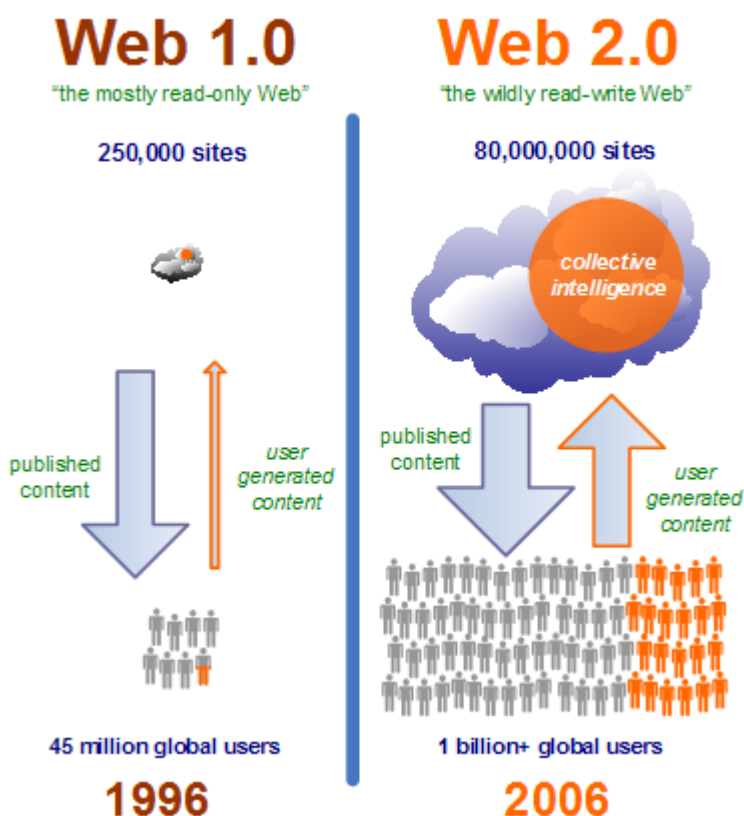 Web 1.0
"the mostly read-only Web"
250,000 sites
published
content
user
generated
content
45 million global users
1996
Web 2.0
"the wildly read-write Web"
80,000,000 sites
collective
intelligence
published
content
user
generated
content
1 billion+ global users
2006